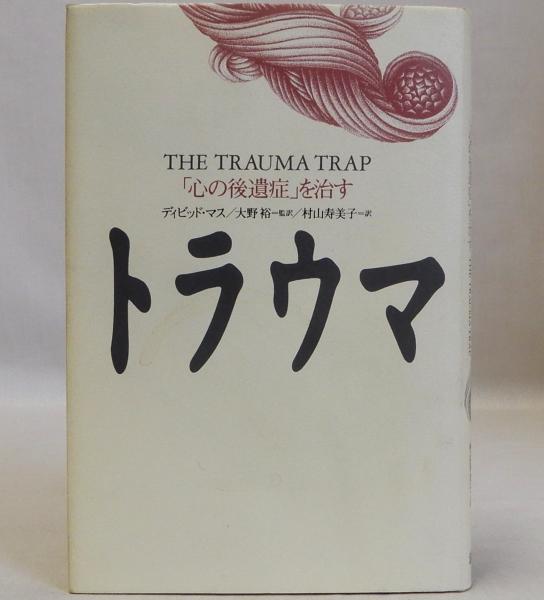 THE TRAUMA TRAP
「心の後遺症」を治す
ディビッド・マス/大野 裕=監訳/村山寿美子=訳
トラウマ